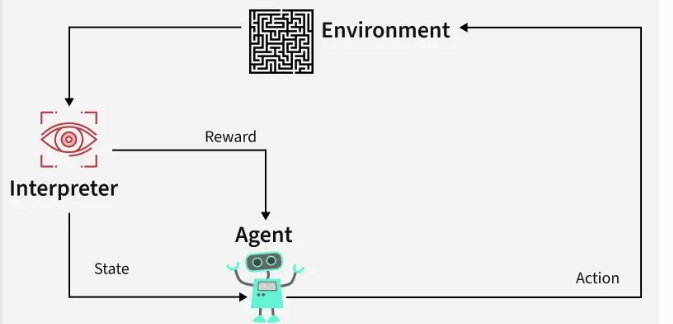 Environment
Reward
Interpreter
Agent
State
Action